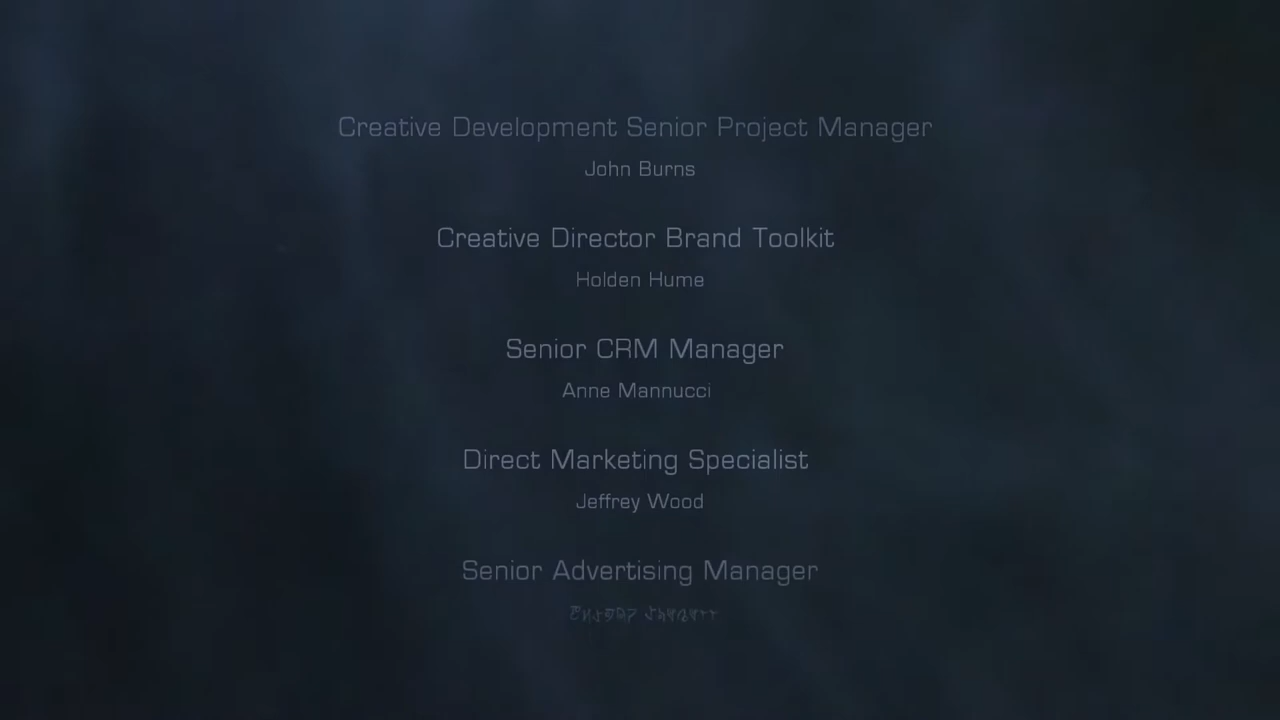 Creative Development Senior Project Manager
John Burns
Creative Director Brand Toolkit
Holden Hume
Senior CRM Manager
Anne Mannucci
Direct Marketing Specialist
Jeffrey Wood
Senior Advertising Manager